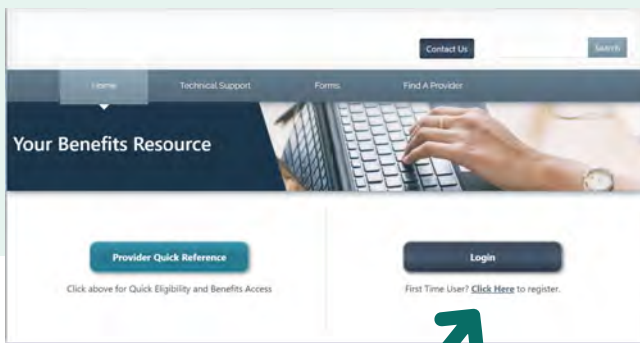 Contact Us
Search
Home Technical Support Forms Find A Provider
Your Benefits Resource
Provider Quick Reference
Click above for Quick Eligibility and Benefits Access
Login
First Time User? Click Here to register.